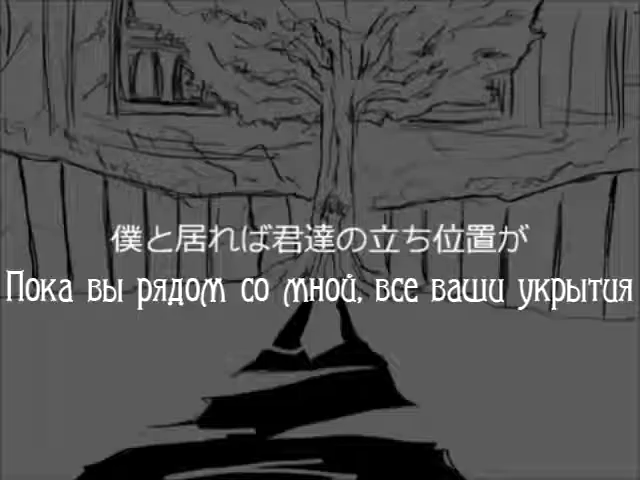 僕と居れば君達の立ち位置が
Пока вы рядом со мной, все ваши укрытия